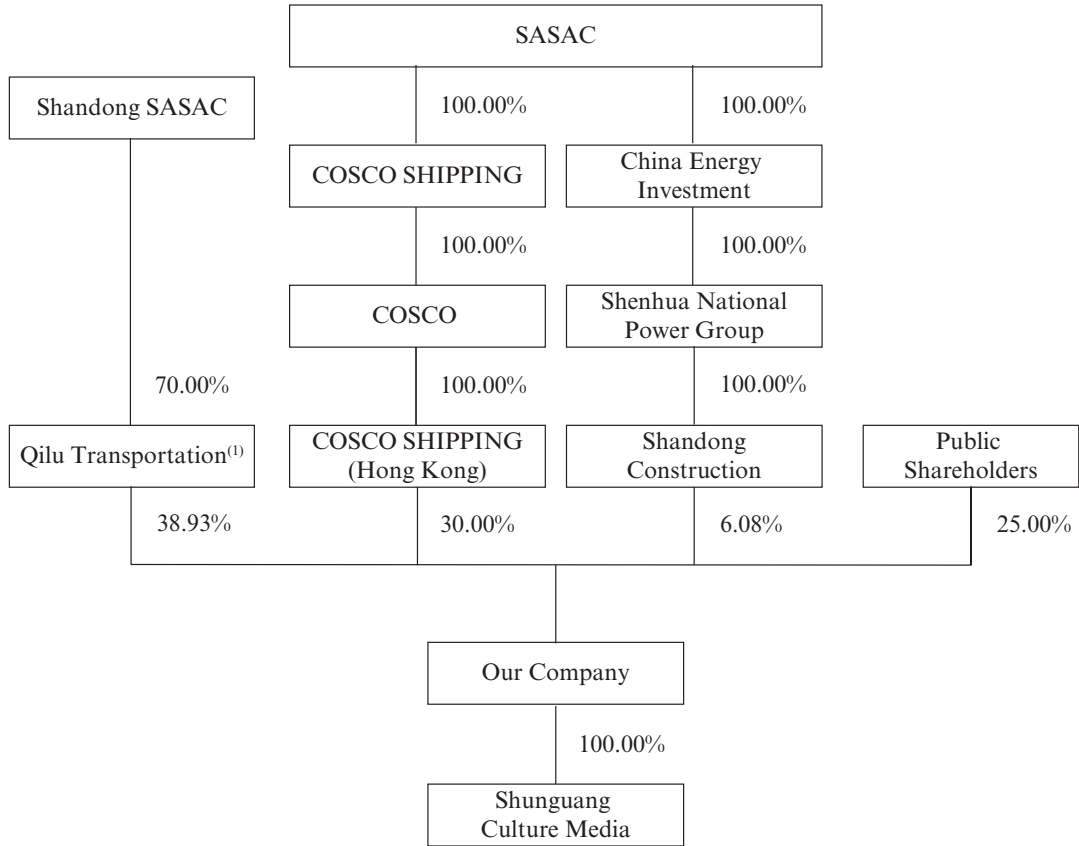 SASAC
Shandong SASAC
100.00%
100.00%
COSCO SHIPPING
China Energy
Investment
100.00%
100.00%
COSCO
Shenhua National
Power Group
70.00%
100.00%
100.00%
Qilu Transportation(1)
COSCO SHIPPING
(Hong Kong)
Shandong
Construction
Public
Shareholders
38.93%
30.00%
6.08%
25.00%
Our Company
100.00%
Shunguang
Culture Media